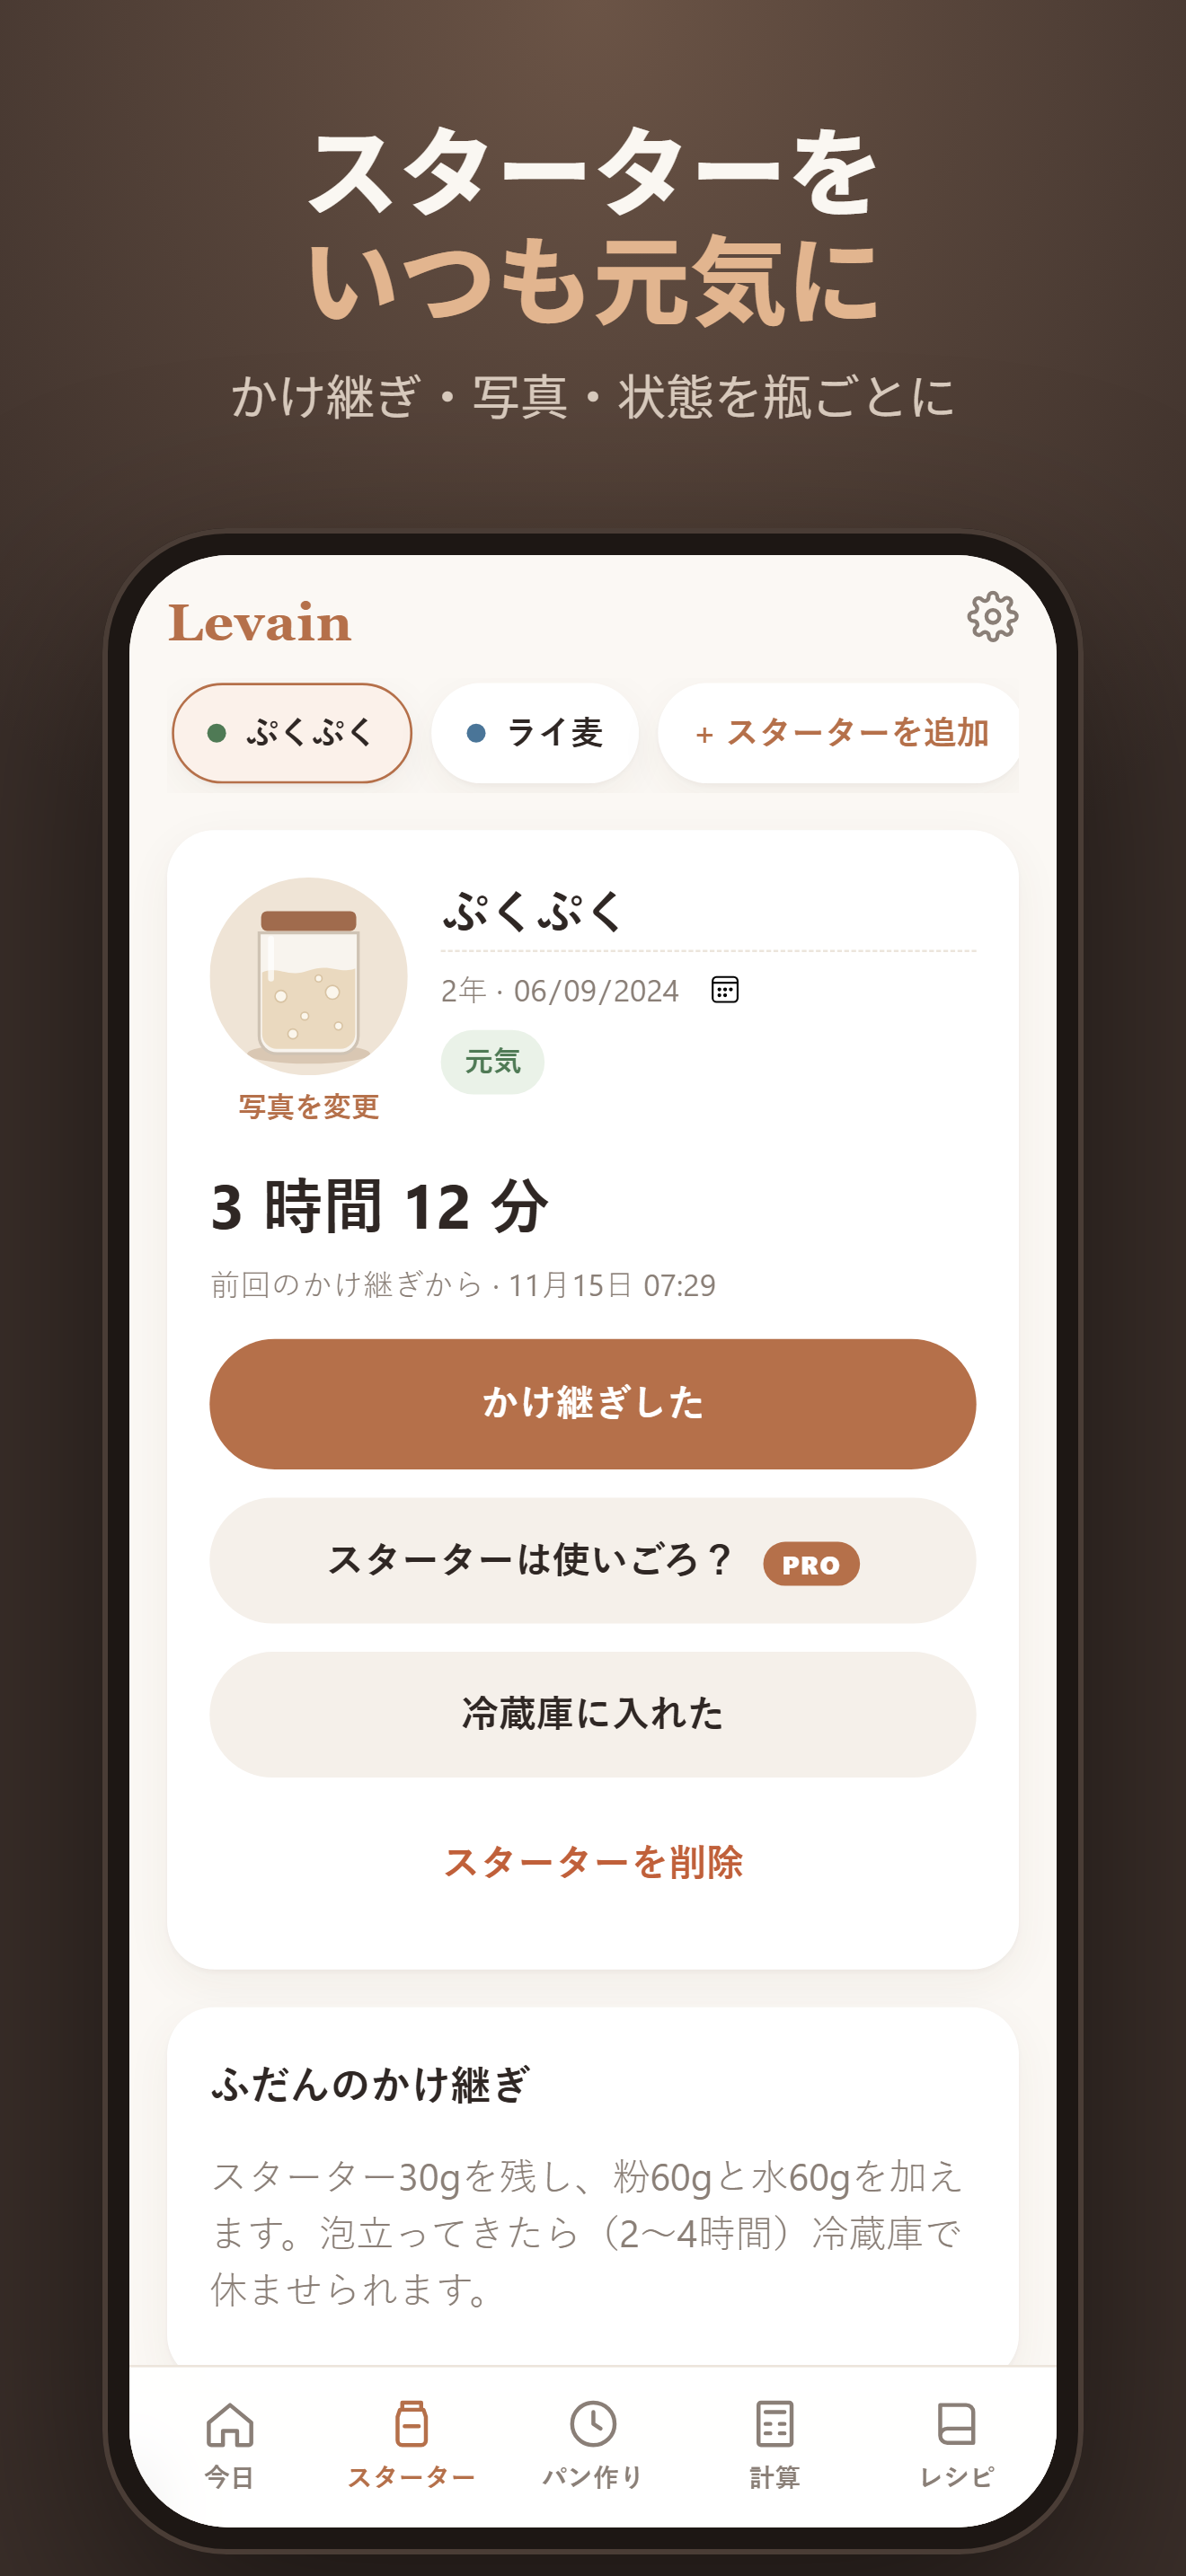 スターターを
いつも元気に
かけ継ぎ・写真・状態を瓶ごとに
Levain
ぷくぷく
ライ麦
+ スターターを追加
ぷくぷく
2年 · 06/09/2024
元気
写真を変更
3 時間 12 分
前回のかけ継ぎから · 11月15日 07:29
かけ継ぎした
スターターは使いごろ？ PRO
冷蔵庫に入れた
スターターを削除
ふだんのかけ継ぎ
スターター30gを残し、粉60gと水60gを加え
ます。泡立ってきたら（2〜4時間）冷蔵庫で
休ませられます。
今日
スターター
パン作り
計算
レシピ